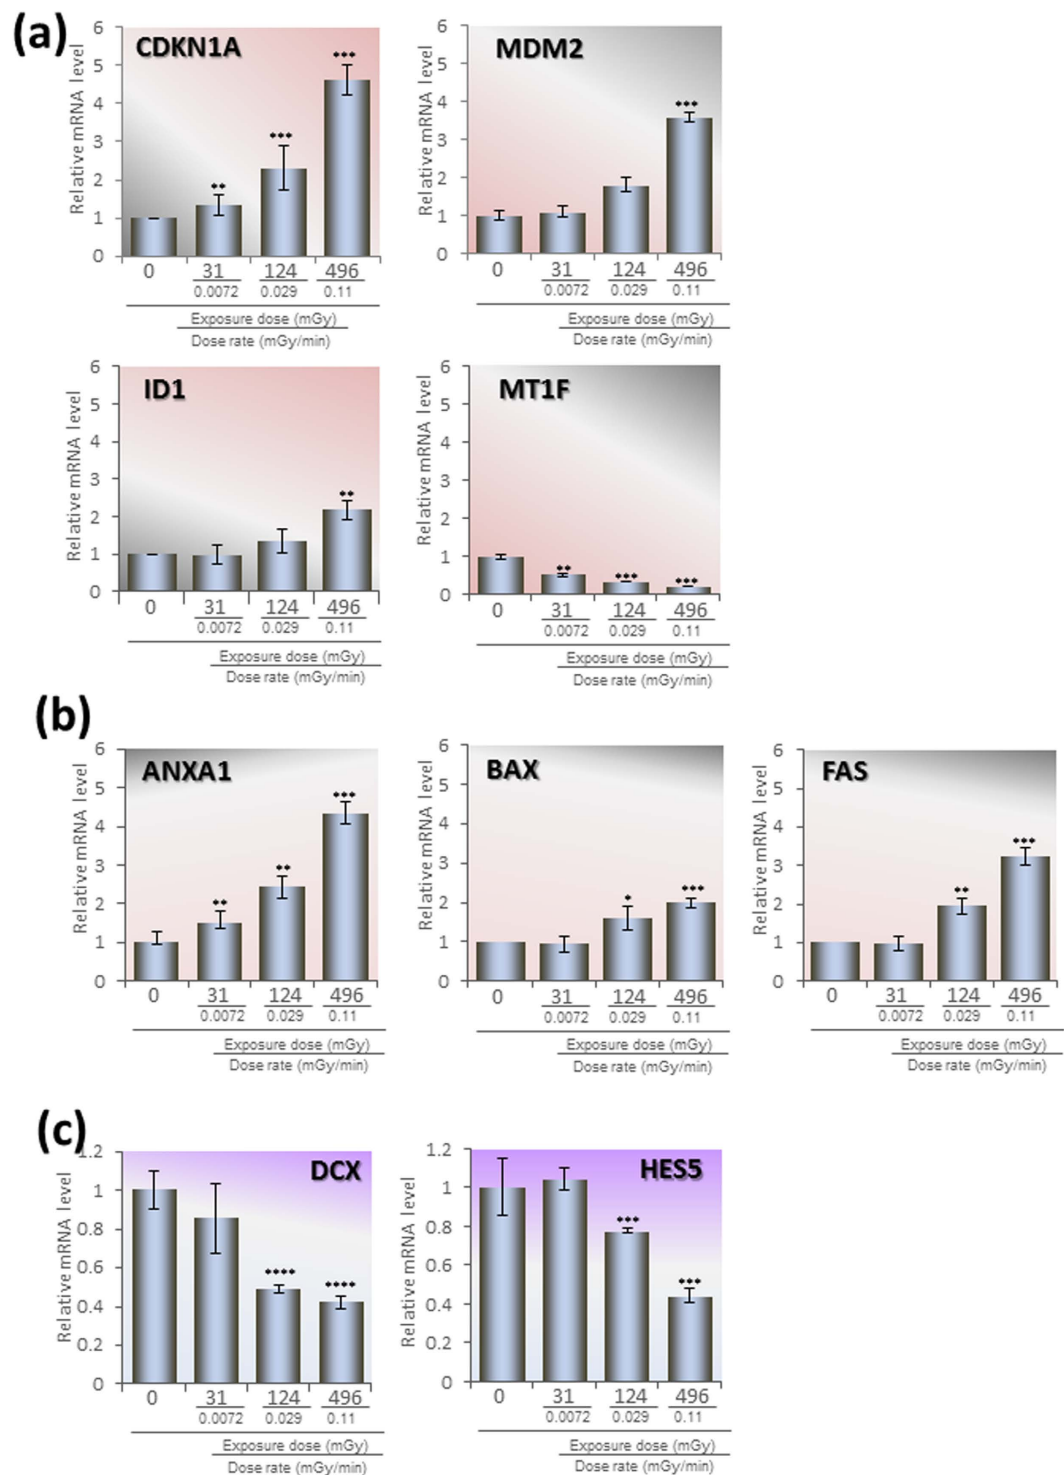 (a)
CDKN1A
Relative mRNA level
6
5
4
3
2
1
0
***
***
**
0 31 124 496
0.0072 0.029 0.11
Exposure dose (mGy)
Dose rate (mGy/min)
MDM2
Relative mRNA level
6
5
4
3
2
1
0
***
0 31 124 496
0.0072 0.029 0.11
Exposure dose (mGy)
Dose rate (mGy/min)
ID1
Relative mRNA level
6
5
4
3
2
1
0
**
0 31 124 496
0.0072 0.029 0.11
Exposure dose (mGy)
Dose rate (mGy/min)
MT1F
Relative mRNA level
6
5
4
3
2
1
0
** *** ***
0 31 124 496
0.0072 0.029 0.11
Exposure dose (mGy)
Dose rate (mGy/min)
(b)
ANXA1
Relative mRNA level
6
5
4
3
2
1
0
***
**
**
0 31 124 496
0.0072 0.029 0.11
Exposure dose (mGy)
Dose rate (mGy/min)
BAX
Relative mRNA level
6
5
4
3
2
1
0
* ***
0 31 124 496
0.0072 0.029 0.11
Exposure dose (mGy)
Dose rate (mGy/min)
FAS
Relative mRNA level
6
5
4
3
2
1
0
***
**
0 31 124 496
0.0072 0.029 0.11
Exposure dose (mGy)
Dose rate (mGy/min)
(c)
DCX
Relative mRNA level
1.2
1
0.8
0.6
0.4
0.2
0
**** ****
0 31 124 496
0.0072 0.029 0.11
Exposure dose (mGy)
Dose rate (mGy/min)
HES5
Relative mRNA level
1.2
1
0.8
0.6
0.4
0.2
0
***
***
0 31 124 496
0.0072 0.029 0.11
Exposure dose (mGy)
Dose rate (mGy/min)